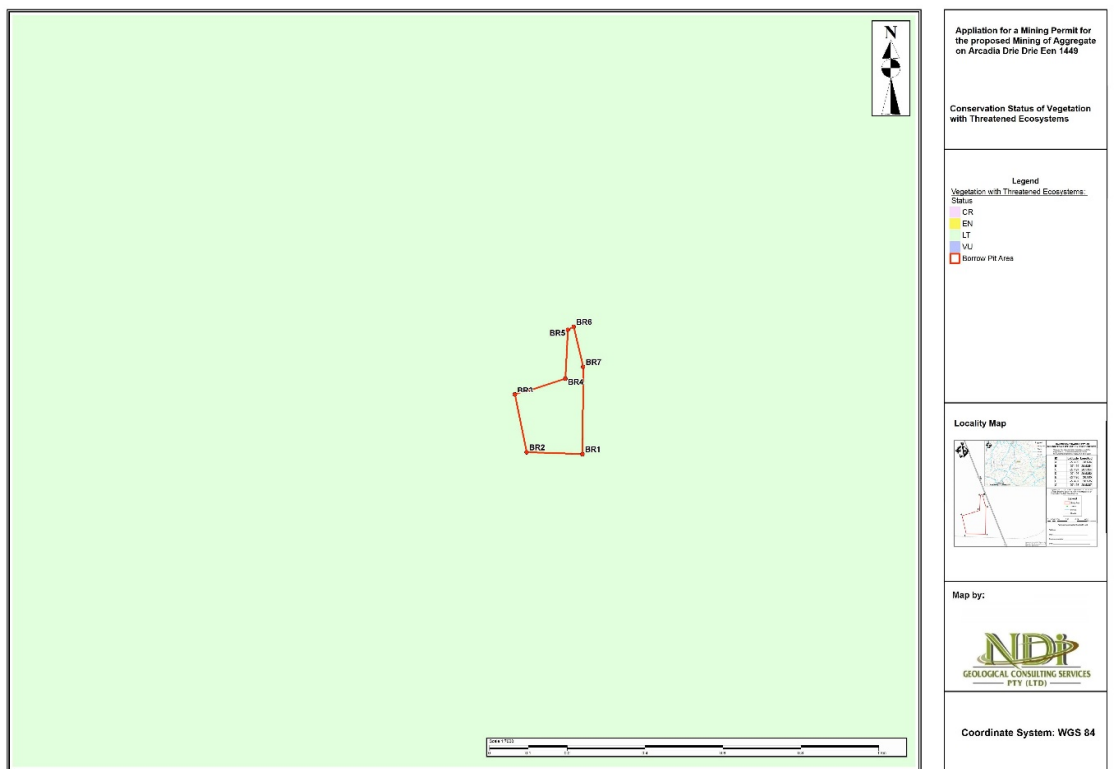 N
BR6
BR5
BR7
BR4
BR3
BR2
BR1
Appliation for a Mining Permit for
the proposed Mining of Aggregate
on Arcadia Drie Drie Een 1449
Conservation Status of Vegetation
with Threatened Ecosystems
Legend
Vegetation with Threatened Ecosystems:
Status
CR
EN
LT
VU
Borrow Pit Area
Locality Map
Map by:
NDi
GEOLOGICAL CONSULTING SERVICES
PTY (LTD)
Coordinate System: WGS 84